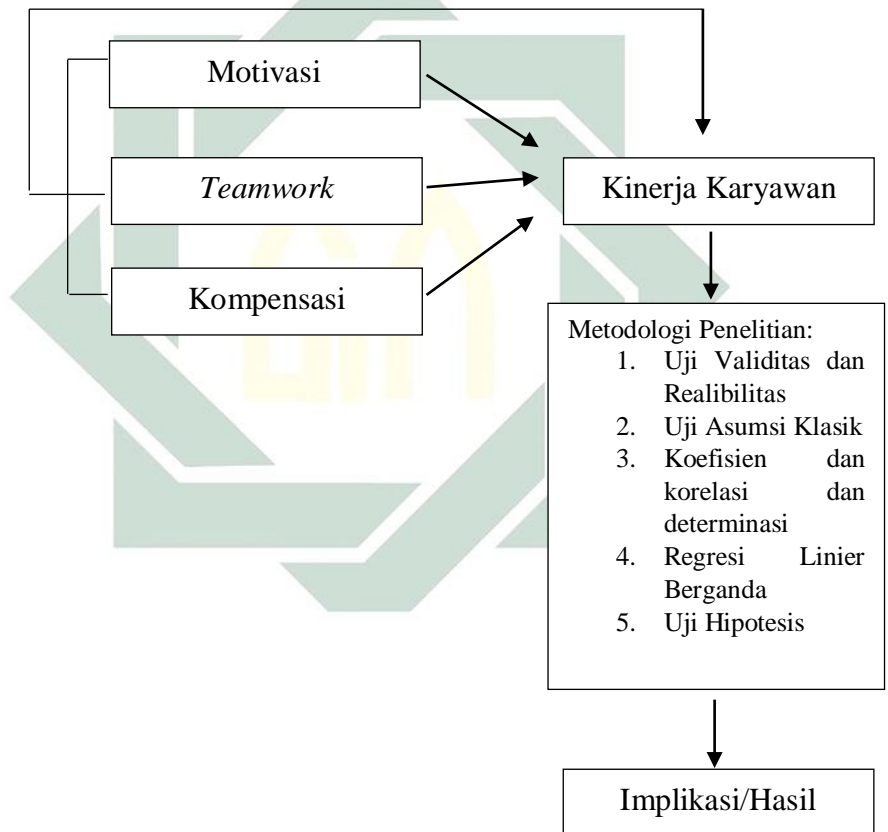 Motivasi
Teamwork
Kinerja Karyawan
Kompensasi
Metodologi Penelitian:
1. Uji Validitas dan
Realibilitas
2. Uji Asumsi Klasik
3. Koefisien dan
korelasi dan
determinasi
4. Regresi Linier
Berganda
5. Uji Hipotesis
Implikasi/Hasil